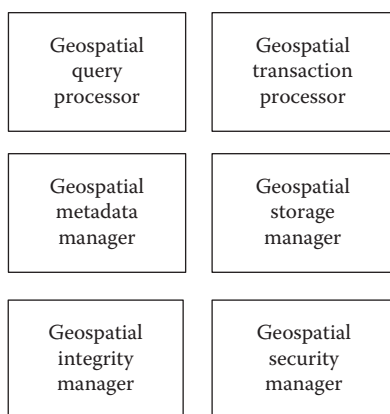 Geospatial
query
processor
Geospatial
transaction
processor
Geospatial
metadata
manager
Geospatial
storage
manager
Geospatial
integrity
manager
Geospatial
security
manager